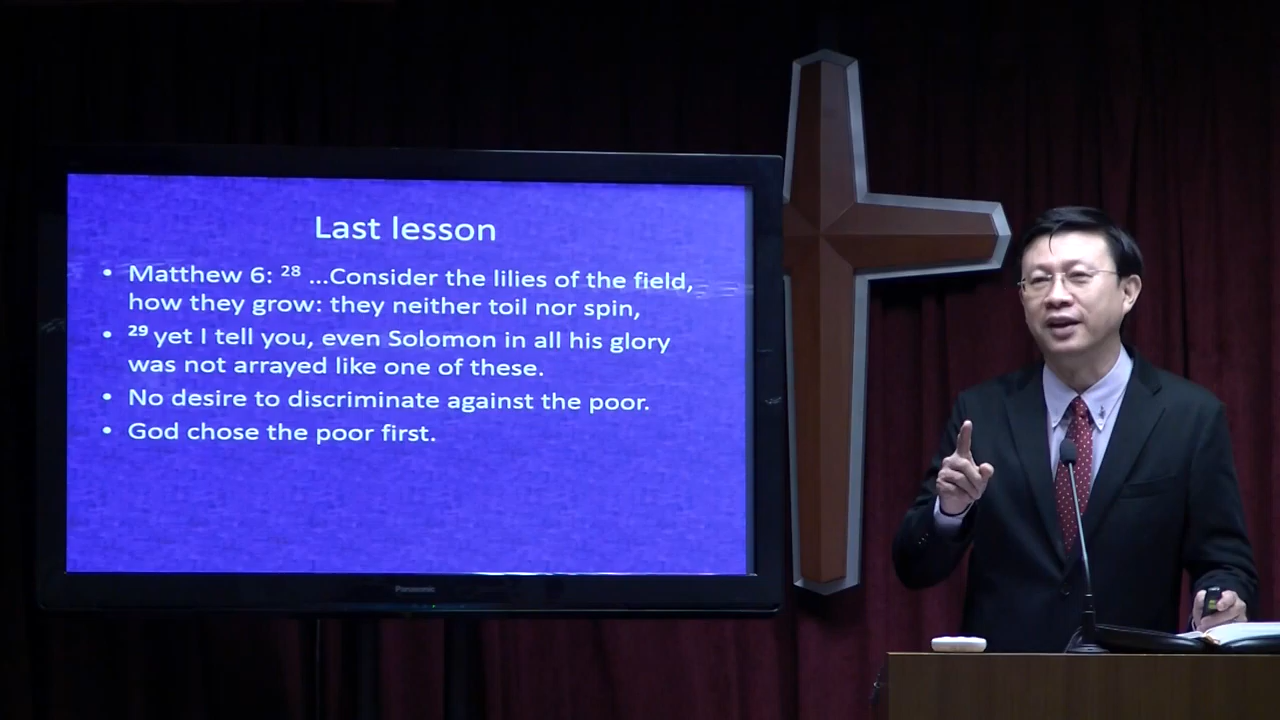 Last lesson
• Matthew 6: ²⁸ ...Consider the lilies of the field,
how they grow: they neither toil nor spin,
• ²⁹ yet I tell you, even Solomon in all his glory
was not arrayed like one of these.
• No desire to discriminate against the poor.
• God chose the poor first.
Panasonic